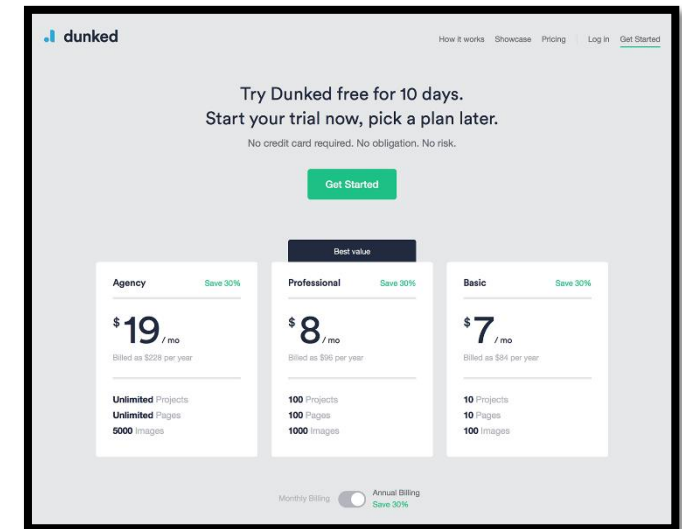 dunked
How it works Showcase Pricing Log in Get Started
Try Dunked free for 10 days.
Start your trial now, pick a plan later.
No credit card required. No obligation. No risk.
Get Started
Best value
Agency Save 30%
$19/ mo
Billed as $228 per year
Unlimited Projects
Unlimited Pages
5000 Images
Professional Save 30%
$8/ mo
Billed as $96 per year
100 Projects
100 Pages
1000 Images
Basic Save 30%
$7/ mo
Billed as $84 per year
10 Projects
10 Pages
100 Images
Monthly Billing
Annual Billing
Save 30%